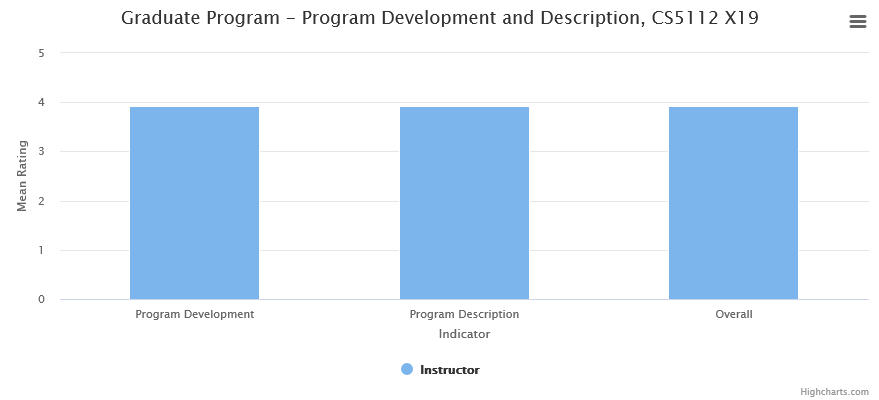 Graduate Program – Program Development and Description, CS5112 X19
5
4
3
2
1
0
Mean Rating
Program Development
Program Description
Overall
Indicator
Instructor
Highcharts.com